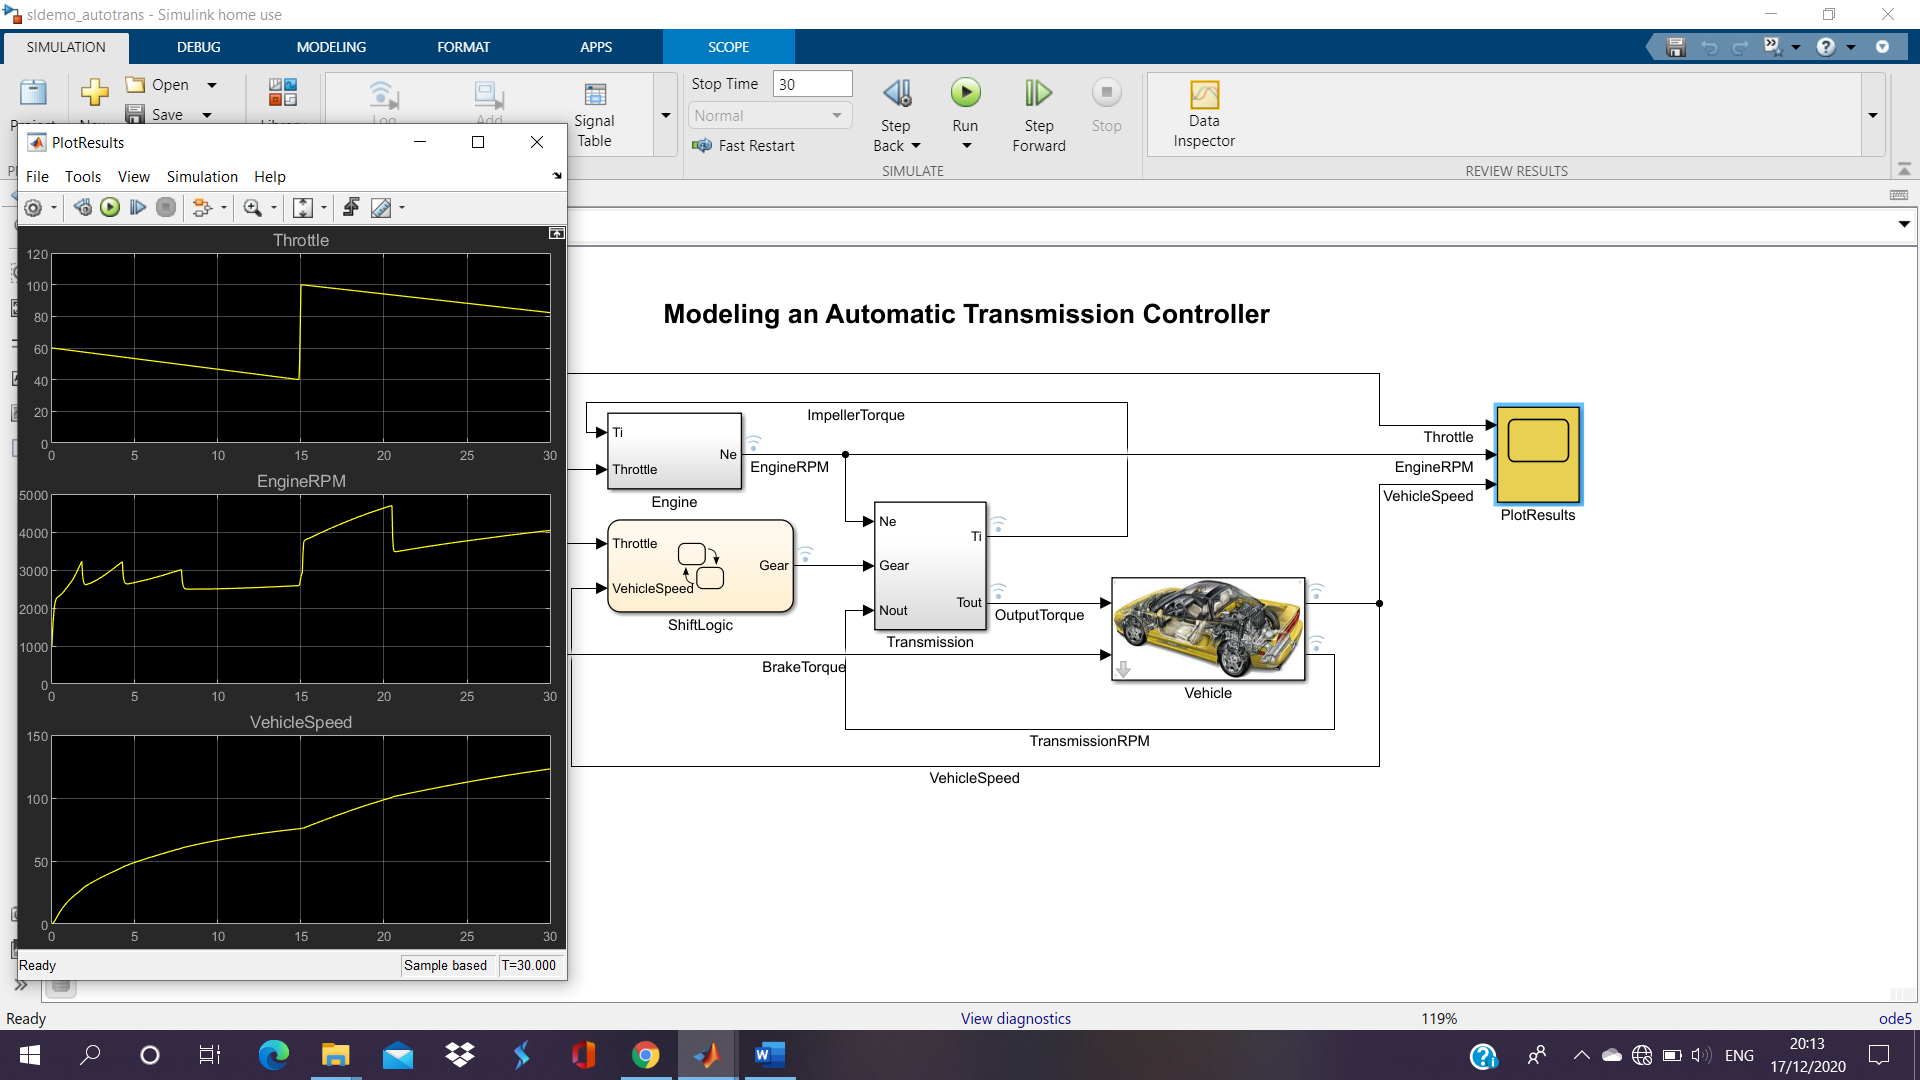 sldemo_autotrans - Simulink home use
SIMULATION DEBUG MODELING FORMAT APPS SCOPE
Open
Save
Signal
Table
Stop Time 30
Normal
Fast Restart
Step
Back
Run
Step
Forward
Stop
SIMULATE
Data
Inspector
REVIEW RESULTS
PlotResults
File Tools View Simulation Help
Throttle
120
100
80
60
40
20
0
0 5 10 15 20 25 30
EngineRPM
5000
4000
3000
2000
1000
0
0 5 10 15 20 25 30
VehicleSpeed
150
100
50
0
0 5 10 15 20 25 30
Ready Sample based T=30.000
Modeling an Automatic Transmission Controller
ImpellerTorque
Ti
Throttle
Ne
Engine
EngineRPM
Throttle
VehicleSpeed
Gear
ShiftLogic
Ne
Gear
Nout
Ti
Tout
Transmission
OutputTorque
BrakeTorque
Vehicle
TransmissionRPM
VehicleSpeed
Throttle
EngineRPM
VehicleSpeed
PlotResults
Ready View diagnostics 119% ode5
ENG
20:13
17/12/2020